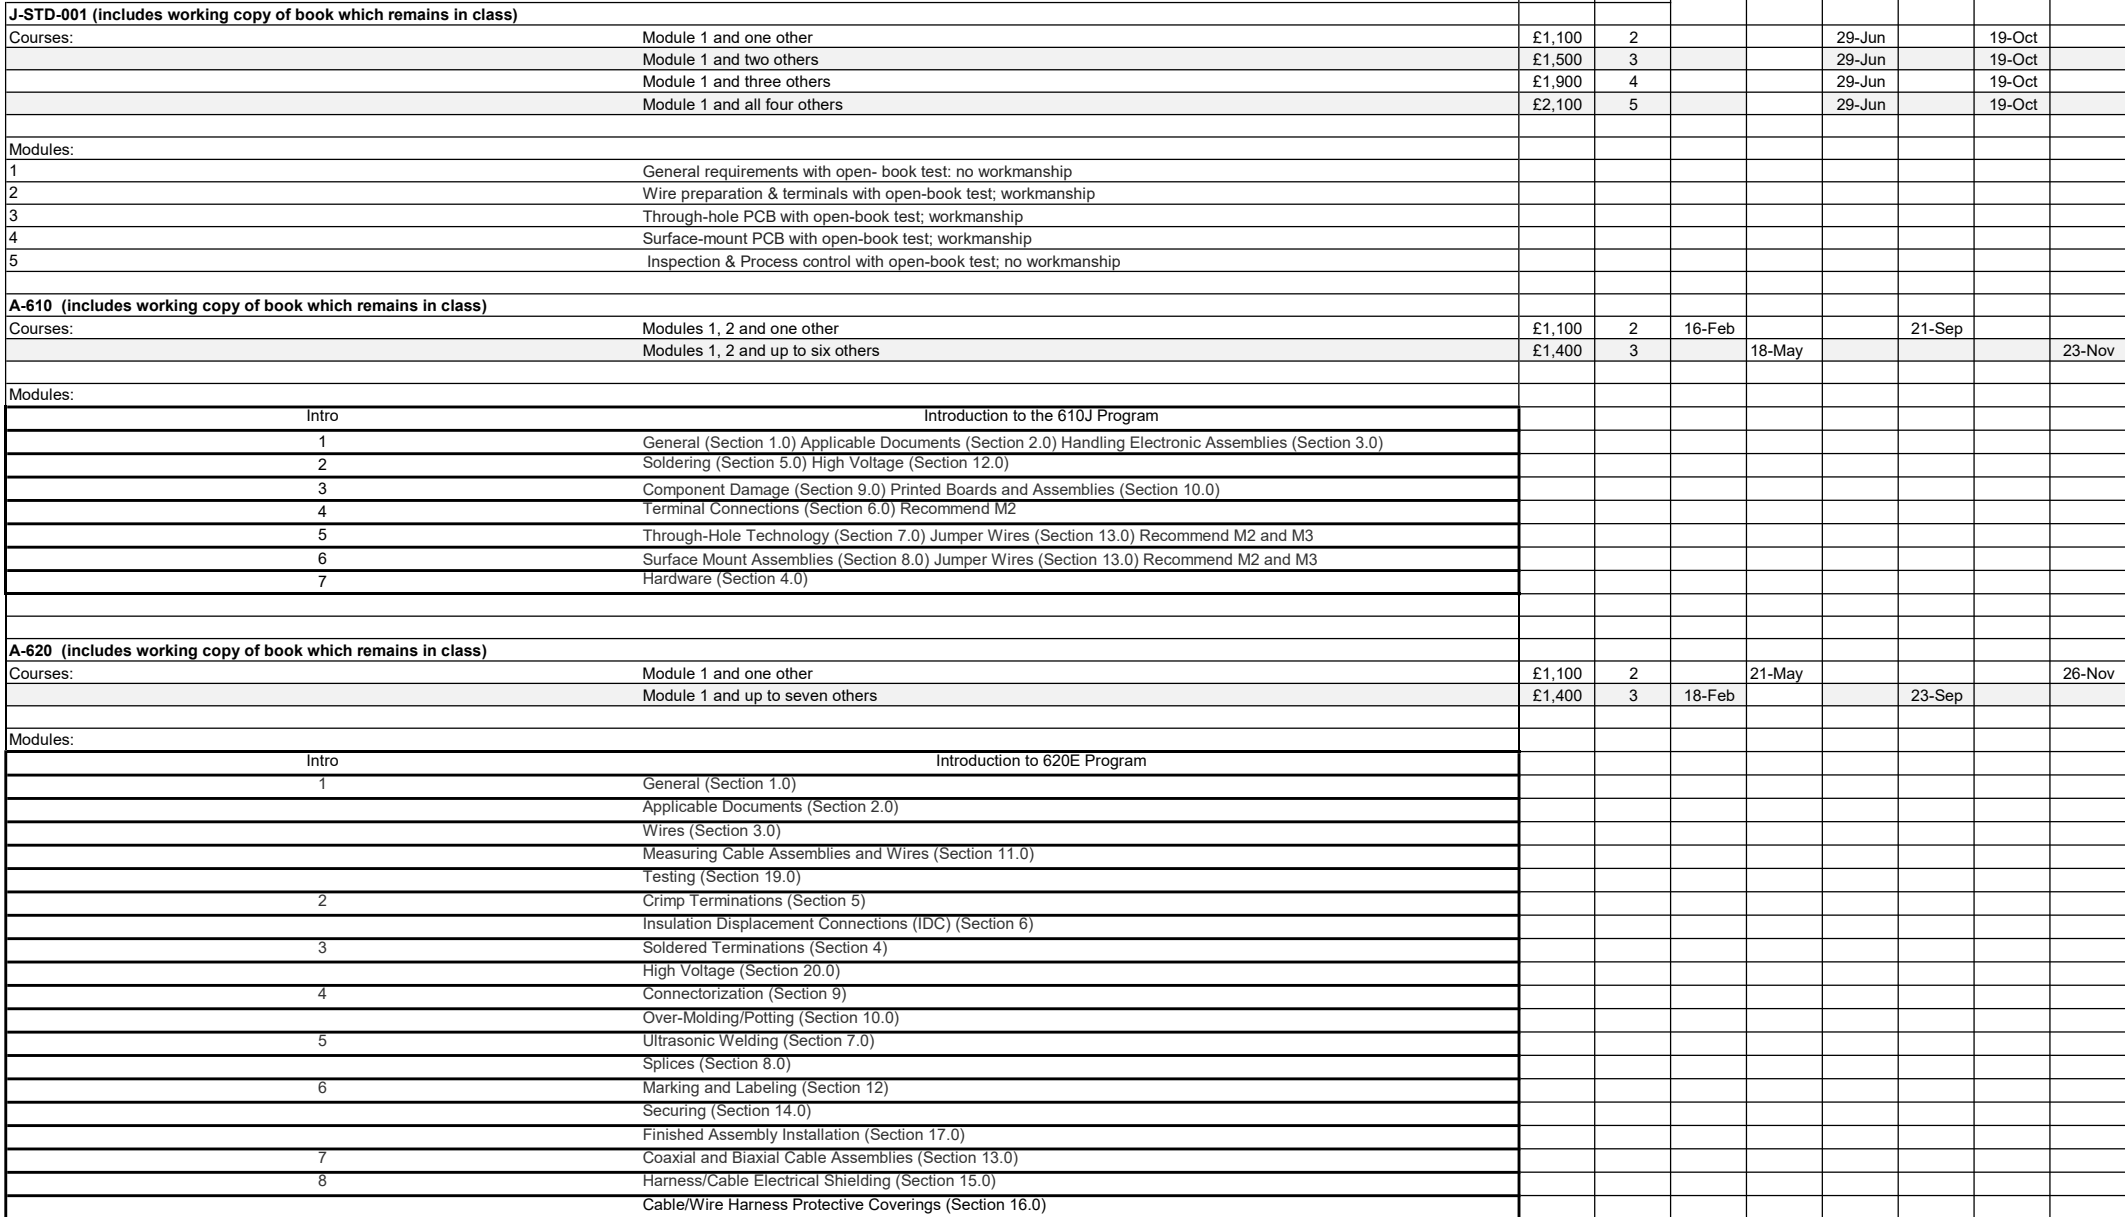 J-STD-001 (includes working copy of book which remains in class)
Courses: Module 1 and one other £1,100 2 29-Jun 19-Oct
Module 1 and two others £1,500 3 29-Jun 19-Oct
Module 1 and three others £1,900 4 29-Jun 19-Oct
Module 1 and all four others £2,100 5 29-Jun 19-Oct
Modules:
1 General requirements with open- book test: no workmanship
2 Wire preparation & terminals with open-book test; workmanship
3 Through-hole PCB with open-book test; workmanship
4 Surface-mount PCB with open-book test; workmanship
5 Inspection & Process control with open-book test; no workmanship
A-610 (includes working copy of book which remains in class)
Courses: Modules 1, 2 and one other £1,100 2 16-Feb 21-Sep
Modules 1, 2 and up to six others £1,400 3 18-May 23-Nov
Modules:
Intro Introduction to the 610J Program
1 General (Section 1.0) Applicable Documents (Section 2.0) Handling Electronic Assemblies (Section 3.0)
2 Soldering (Section 5.0) High Voltage (Section 12.0)
3 Component Damage (Section 9.0) Printed Boards and Assemblies (Section 10.0)
4 Terminal Connections (Section 6.0) Recommend M2
5 Through-Hole Technology (Section 7.0) Jumper Wires (Section 13.0) Recommend M2 and M3
6 Surface Mount Assemblies (Section 8.0) Jumper Wires (Section 13.0) Recommend M2 and M3
7 Hardware (Section 4.0)
A-620 (includes working copy of book which remains in class)
Courses: Module 1 and one other £1,100 2 21-May 26-Nov
Module 1 and up to seven others £1,400 3 18-Feb 23-Sep
Modules:
Intro Introduction to 620E Program
1 General (Section 1.0)
Applicable Documents (Section 2.0)
Wires (Section 3.0)
Measuring Cable Assemblies and Wires (Section 11.0)
Testing (Section 19.0)
2 Crimp Terminations (Section 5)
Insulation Displacement Connections (IDC) (Section 6)
3 Soldered Terminations (Section 4)
High Voltage (Section 20.0)
4 Connectorization (Section 9)
Over-Molding/Potting (Section 10.0)
5 Ultrasonic Welding (Section 7.0)
Splices (Section 8.0)
6 Marking and Labeling (Section 12)
Securing (Section 14.0)
Finished Assembly Installation (Section 17.0)
7 Coaxial and Biaxial Cable Assemblies (Section 13.0)
8 Harness/Cable Electrical Shielding (Section 15.0)
Cable/Wire Harness Protective Coverings (Section 16.0)